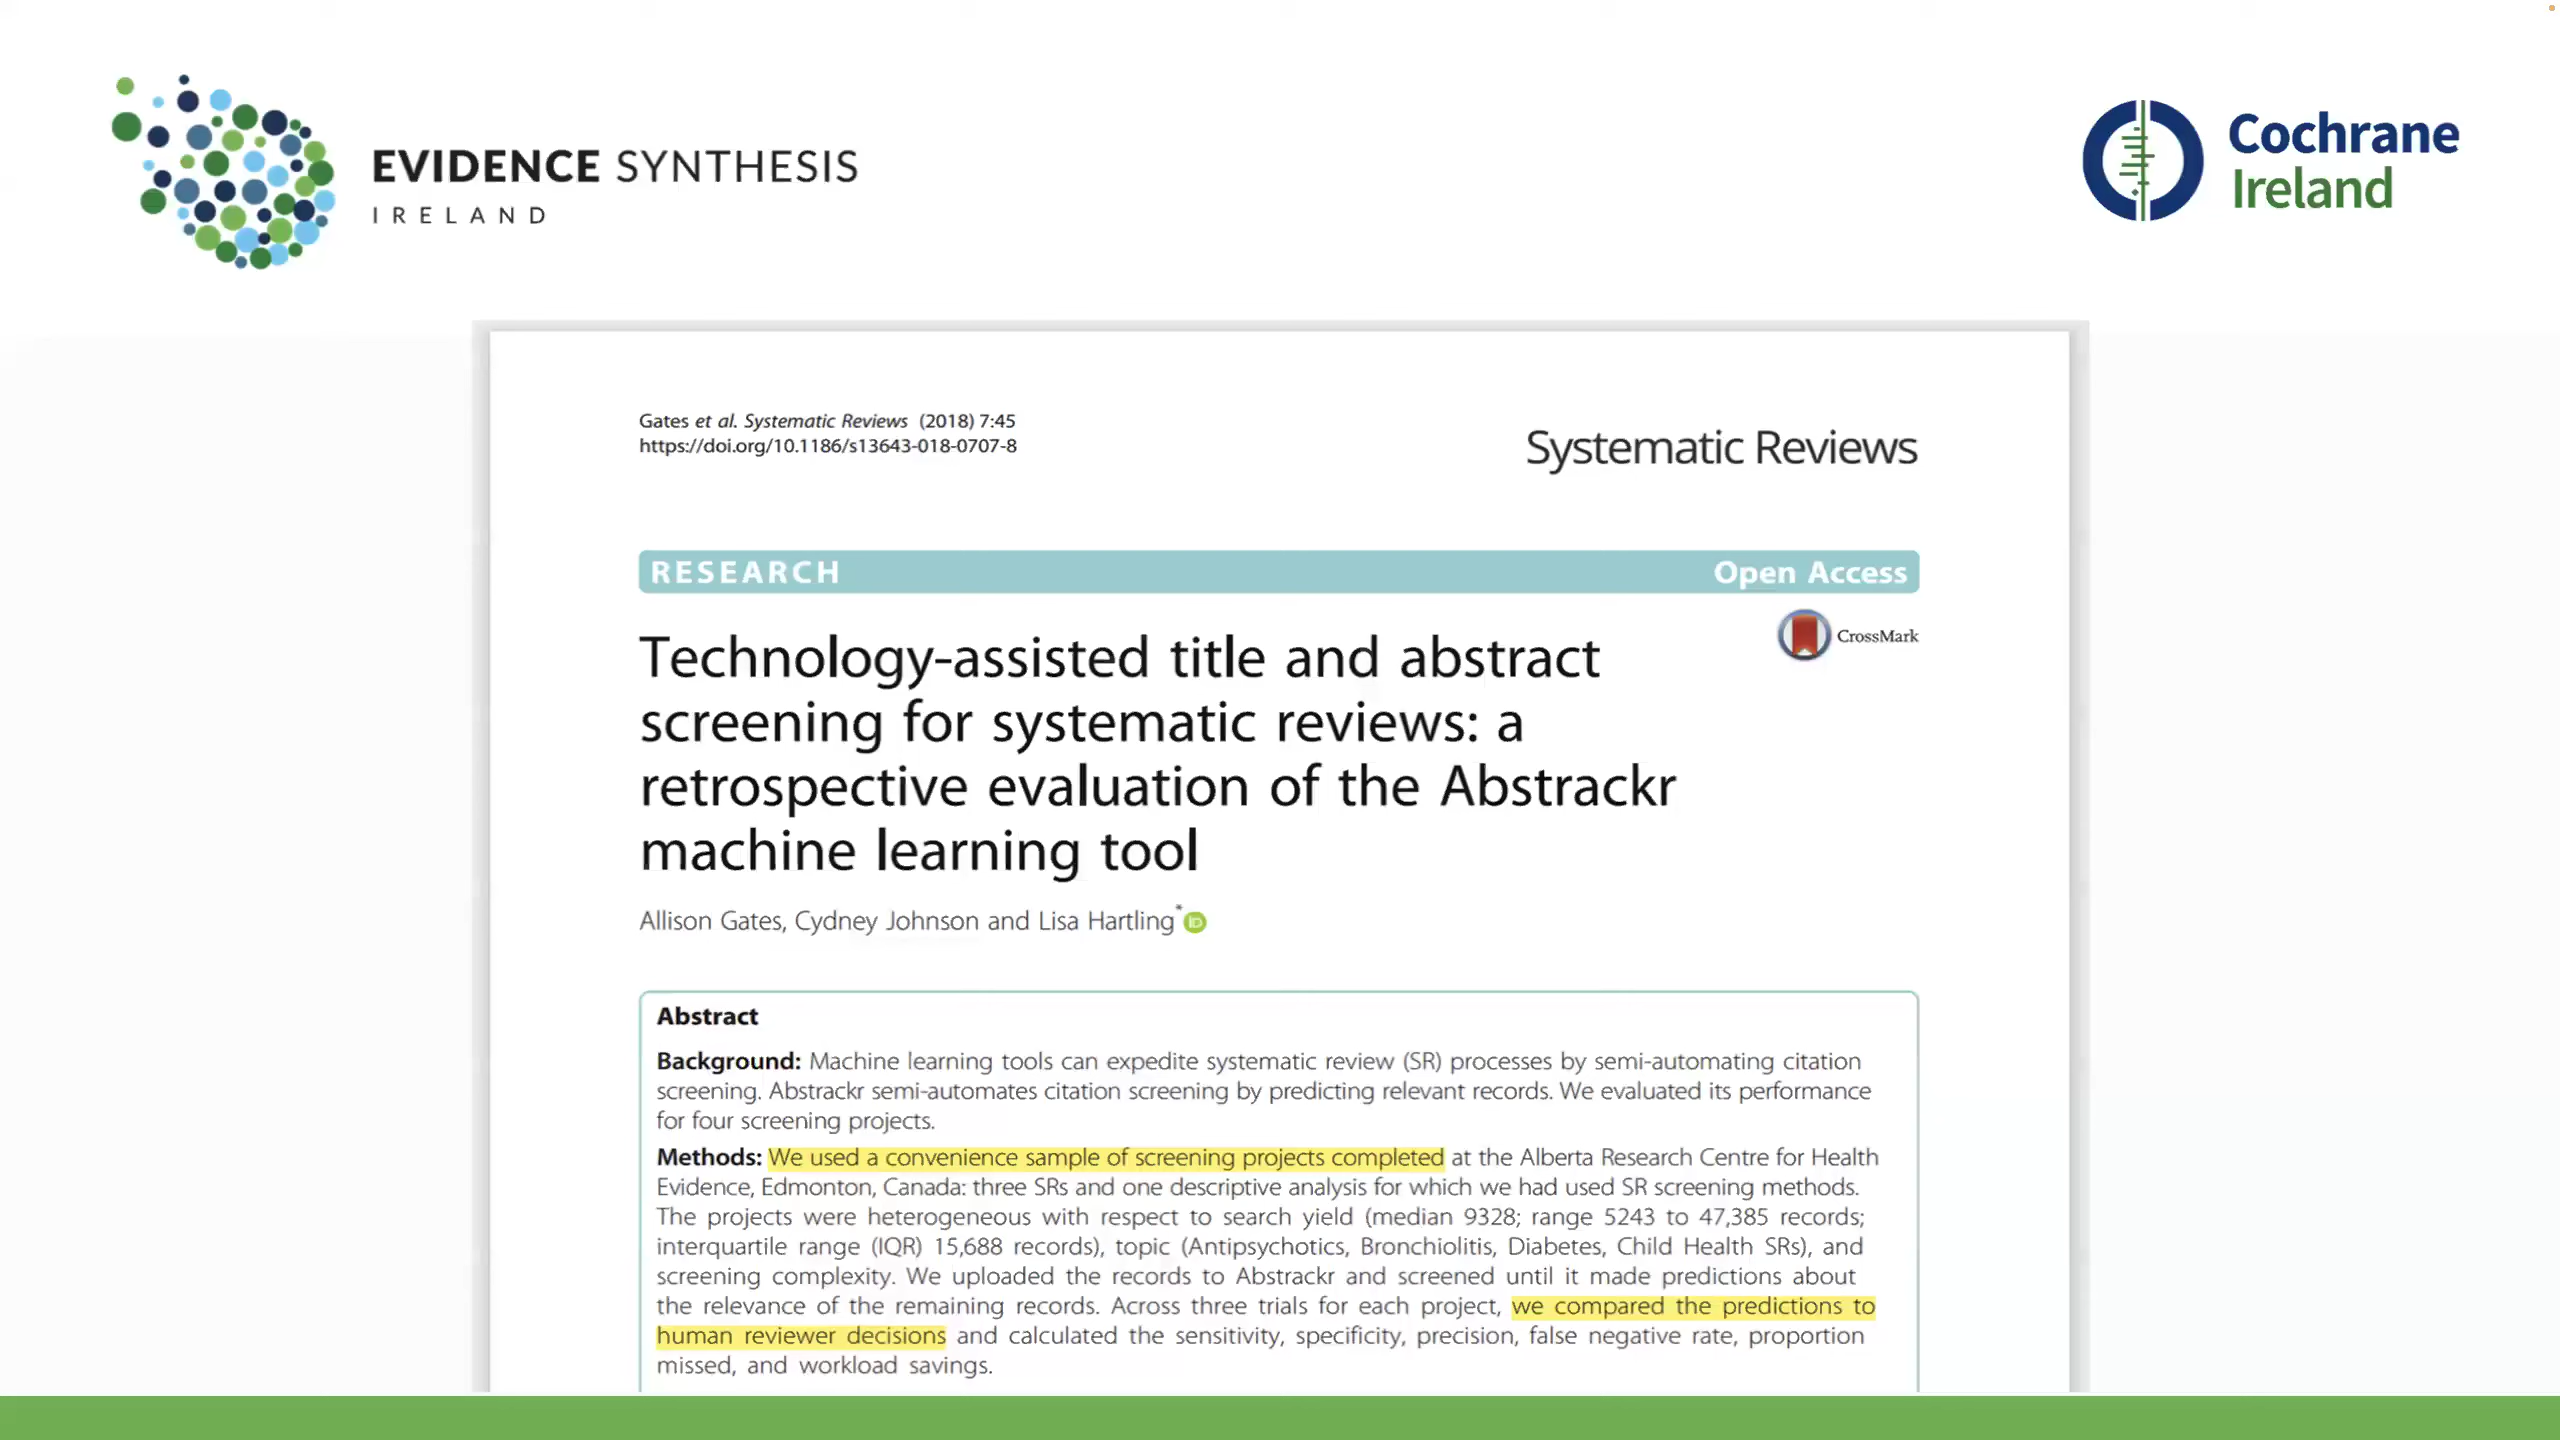 EVIDENCE SYNTHESIS
IRELAND
Cochrane
Ireland
Gates et al. Systematic Reviews (2018) 7:45
https://doi.org/10.1186/s13643-018-0707-8
Systematic Reviews
RESEARCH
Open Access
CrossMark
Technology-assisted title and abstract
screening for systematic reviews: a
retrospective evaluation of the Abstrackr
machine learning tool
Allison Gates, Cydney Johnson and Lisa Hartling* iD
Abstract
Background: Machine learning tools can expedite systematic review (SR) processes by semi-automating citation
screening. Abstrackr semi-automates citation screening by predicting relevant records. We evaluated its performance
for four screening projects.
Methods: We used a convenience sample of screening projects completed at the Alberta Research Centre for Health
Evidence, Edmonton, Canada: three SRs and one descriptive analysis for which we had used SR screening methods.
The projects were heterogeneous with respect to search yield (median 9328; range 5243 to 47,385 records;
interquartile range (IQR) 15,688 records), topic (Antipsychotics, Bronchiolitis, Diabetes, Child Health SRs), and
screening complexity. We uploaded the records to Abstrackr and screened until it made predictions about
the relevance of the remaining records. Across three trials for each project, we compared the predictions to
human reviewer decisions and calculated the sensitivity, specificity, precision, false negative rate, proportion
missed, and workload savings.